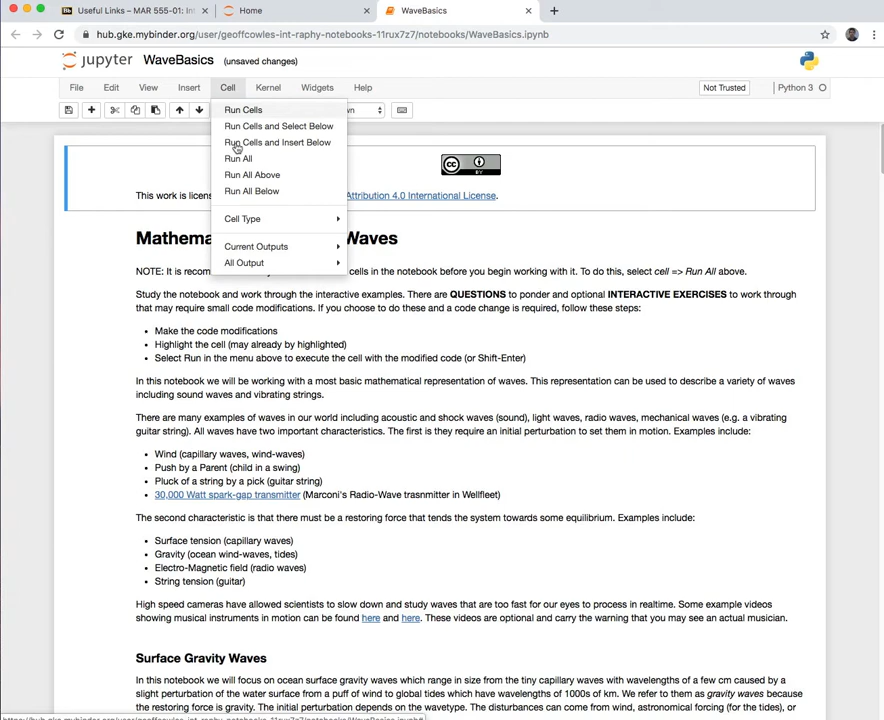 Useful Links – MAR 555-01: Int
Home
WaveBasics
hub.gke.mybinder.org/user/geoffcowles-int-raphy-notebooks-11rux7z7/notebooks/WaveBasics.ipynb
jupyter WaveBasics (unsaved changes)
File Edit View Insert Cell Kernel Widgets Help Not Trusted Python 3
Run Cells
Run Cells and Select Below
Run Cells and Insert Below
Run All
Run All Above
Run All Below
Cell Type
Current Outputs
All Output
CC BY
This work is licens Attribution 4.0 International License.
Mathema Waves
NOTE: It is recom cells in the notebook before you begin working with it. To do this, select cell => Run All above.
Study the notebook and work through the interactive examples. There are QUESTIONS to ponder and optional INTERACTIVE EXERCISES to work through
that may require small code modifications. If you choose to do these and a code change is required, follow these steps:
• Make the code modifications
• Highlight the cell (may already by highlighted)
• Select Run in the menu above to execute the cell with the modified code (or Shift-Enter)
In this notebook we will be working with a most basic mathematical representation of waves. This representation can be used to describe a variety of waves
including sound waves and vibrating strings.
There are many examples of waves in our world including acoustic and shock waves (sound), light waves, radio waves, mechanical waves (e.g. a vibrating
guitar string). All waves have two important characteristics. The first is they require an initial perturbation to set them in motion. Examples include:
• Wind (capillary waves, wind-waves)
• Push by a Parent (child in a swing)
• Pluck of a string by a pick (guitar string)
• 30,000 Watt spark-gap transmitter (Marconi's Radio-Wave trasnmitter in Wellfleet)
The second characteristic is that there must be a restoring force that tends the system towards some equilibrium. Examples include:
• Surface tension (capillary waves)
• Gravity (ocean wind-waves, tides)
• Electro-Magnetic field (radio waves)
• String tension (guitar)
High speed cameras have allowed scientists to slow down and study waves that are too fast for our eyes to process in realtime. Some example videos
showing musical instruments in motion can be found here and here. These videos are optional and carry the warning that you may see an actual musician.
Surface Gravity Waves
In this notebook we will focus on ocean surface gravity waves which range in size from the tiny capillary waves with wavelengths of a few cm caused by a
slight perturbation of the water surface from a puff of wind to global tides which have wavelengths of 1000s of km. We refer to them as gravity waves because
the restoring force is gravity. The initial perturbation depends on the wavetype. The disturbances can come from wind, astronomical forcing (for the tides), or